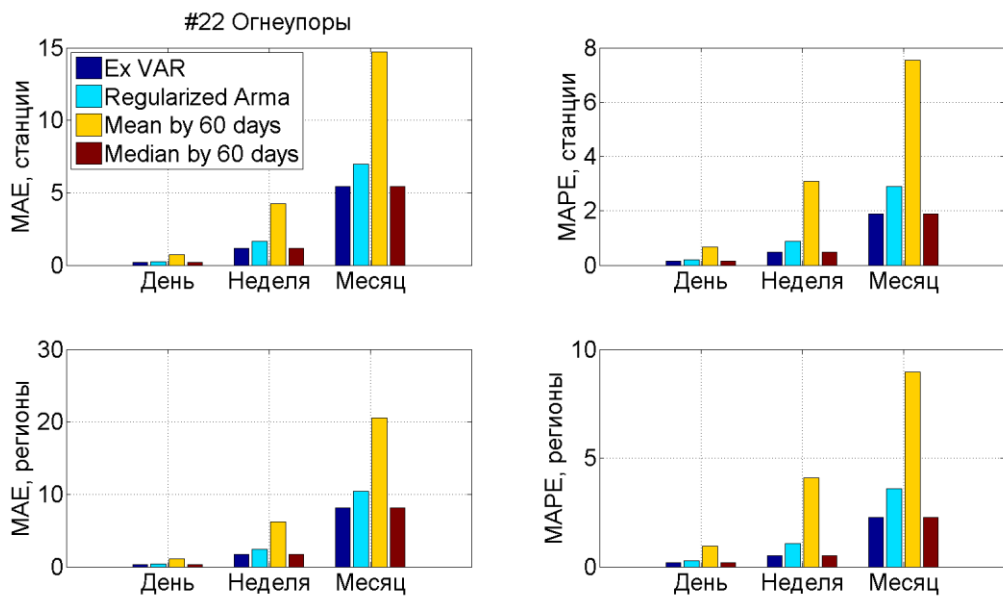 #22 Огнеупоры
MAE, станции
15
10
5
0
Ex VAR
Regularized Arma
Mean by 60 days
Median by 60 days
День Неделя Месяц
MAPE, станции
8
6
4
2
0
День Неделя Месяц
MAE, регионы
30
20
10
0
День Неделя Месяц
MAPE, регионы
10
5
0
День Неделя Месяц